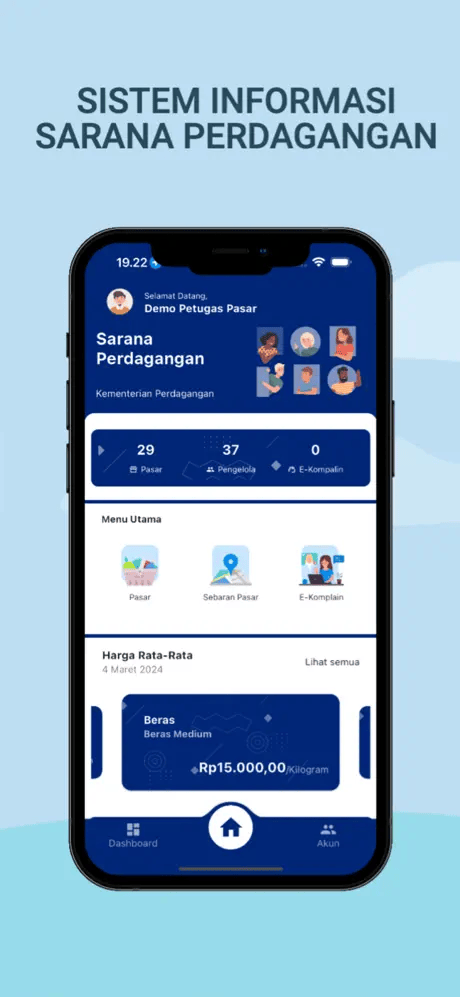 SISTEM INFORMASI
SARANA PERDAGANGAN
19.22
Selamat Datang,
Demo Petugas Pasar
Sarana
Perdagangan
Kementerian Perdagangan
29 37 0
Pasar Pengelola E-Kompalin
Menu Utama
Pasar Sebaran Pasar E-Komplain
Harga Rata-Rata
4 Maret 2024
Lihat semua
Beras
Beras Medium
Rp15.000,00/Kilogram
Dashboard Akun